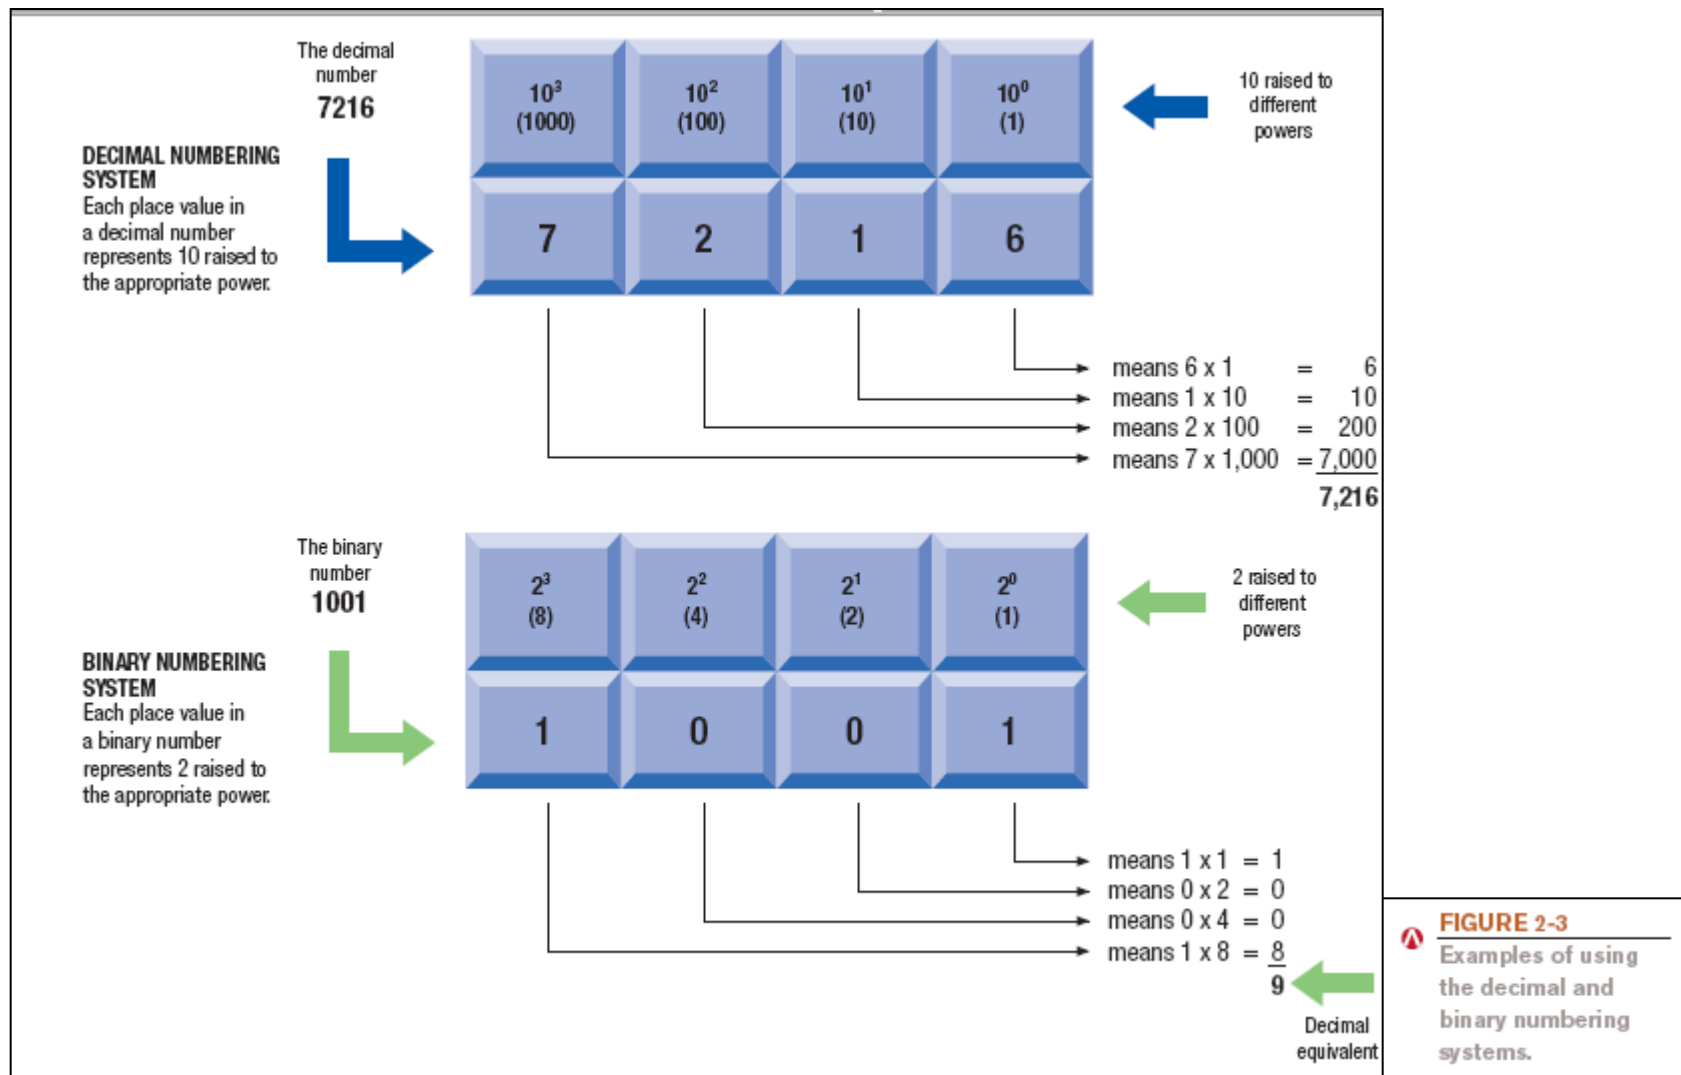 The decimal
number
7216
DECIMAL NUMBERING
SYSTEM
Each place value in
a decimal number
represents 10 raised to
the appropriate power.
10³ 10² 10¹ 10⁰
(1000) (100) (10) (1)
7 2 1 6
10 raised to
different
powers
means 6 x 1 = 6
means 1 x 10 = 10
means 2 x 100 = 200
means 7 x 1,000 = 7,000
7,216
The binary
number
1001
BINARY NUMBERING
SYSTEM
Each place value in
a binary number
represents 2 raised to
the appropriate power.
2³ 2² 2¹ 2⁰
(8) (4) (2) (1)
1 0 0 1
2 raised to
different
powers
means 1 x 1 = 1
means 0 x 2 = 0
means 0 x 4 = 0
means 1 x 8 = 8
9
Decimal
equivalent
FIGURE 2-3
Examples of using
the decimal and
binary numbering
systems.